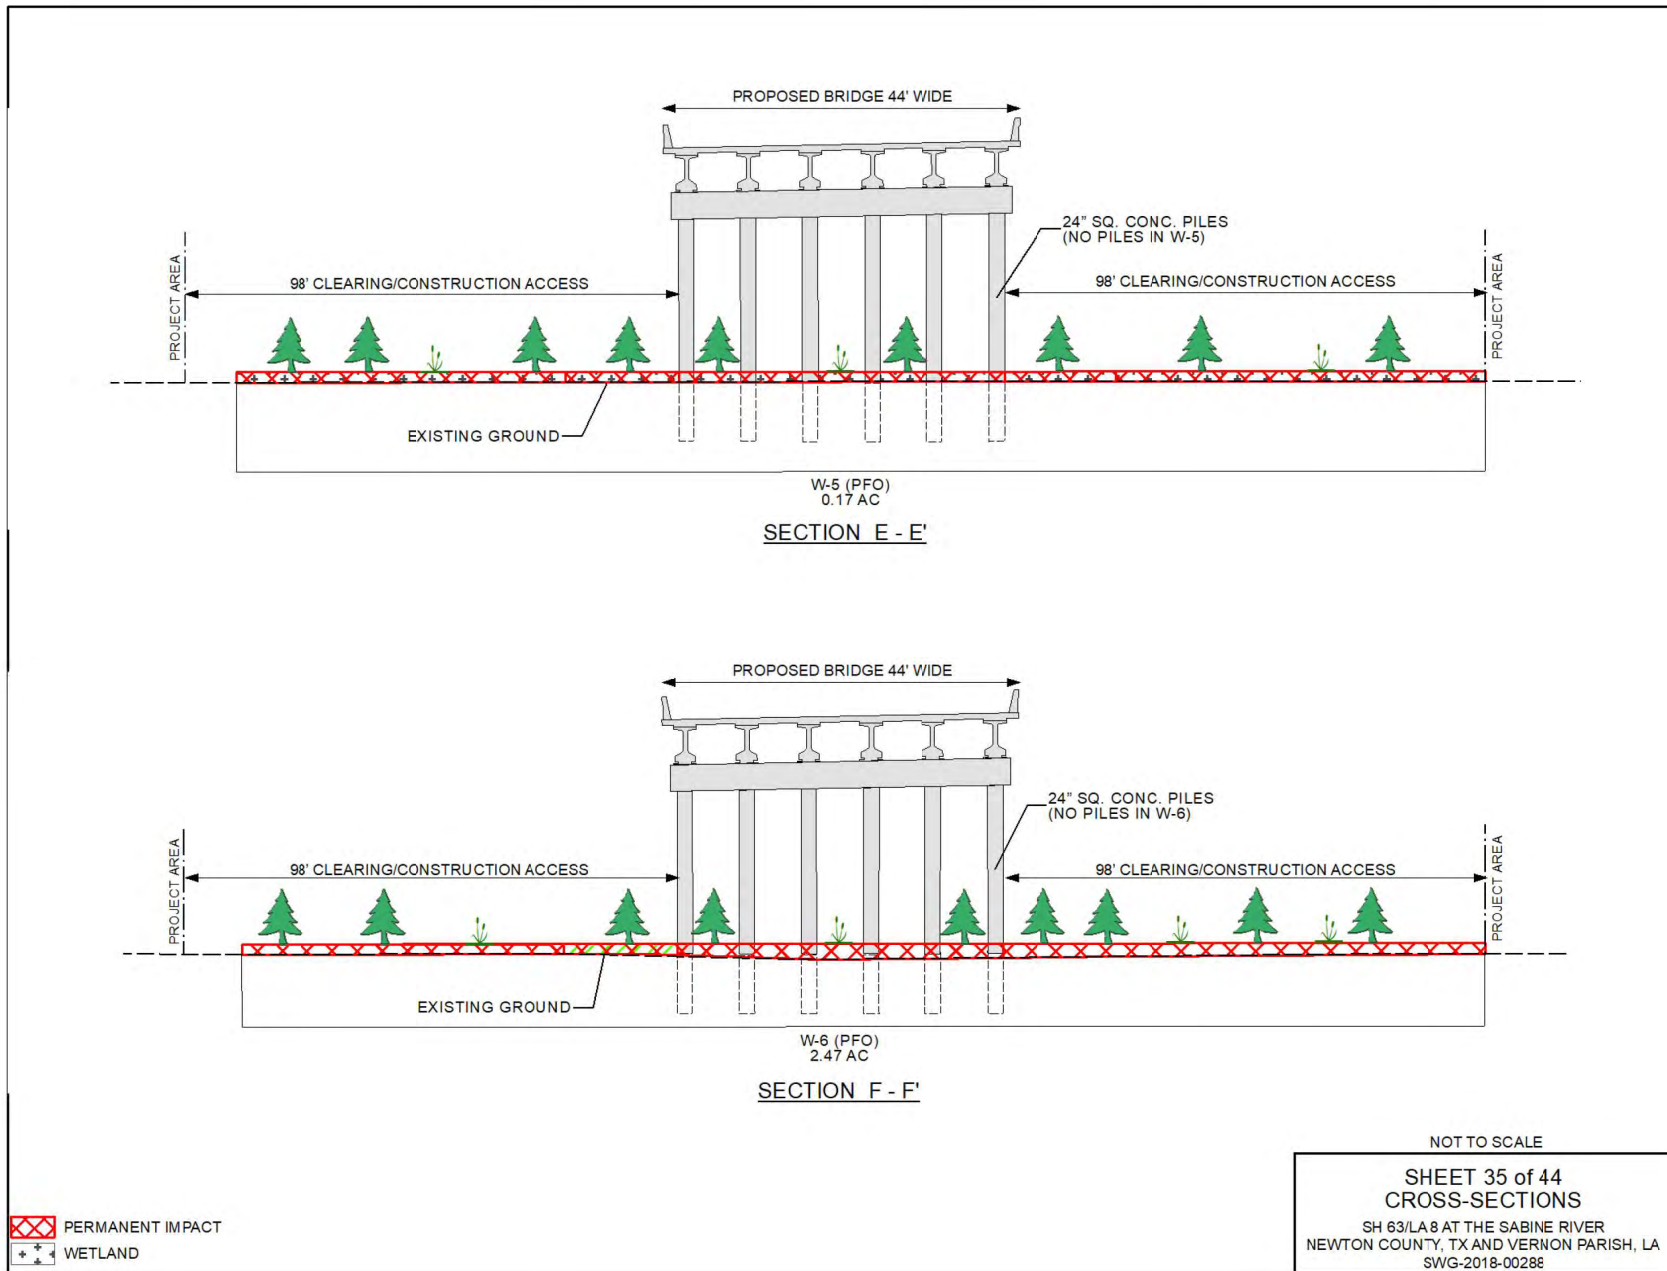 PROPOSED BRIDGE 44' WIDE
24" SQ. CONC. PILES
(NO PILES IN W-5)
PROJECT AREA
98' CLEARING/CONSTRUCTION ACCESS
98' CLEARING/CONSTRUCTION ACCESS
PROJECT AREA
EXISTING GROUND
W-5 (PFO)
0.17 AC
SECTION E - E'
PROPOSED BRIDGE 44' WIDE
24" SQ. CONC. PILES
(NO PILES IN W-6)
PROJECT AREA
98' CLEARING/CONSTRUCTION ACCESS
98' CLEARING/CONSTRUCTION ACCESS
PROJECT AREA
EXISTING GROUND
W-6 (PFO)
2.47 AC
SECTION F - F'
NOT TO SCALE
SHEET 35 of 44
CROSS-SECTIONS
SH 63/LA 8 AT THE SABINE RIVER
NEWTON COUNTY, TX AND VERNON PARISH, LA
SWG-2018-00288
PERMANENT IMPACT
WETLAND